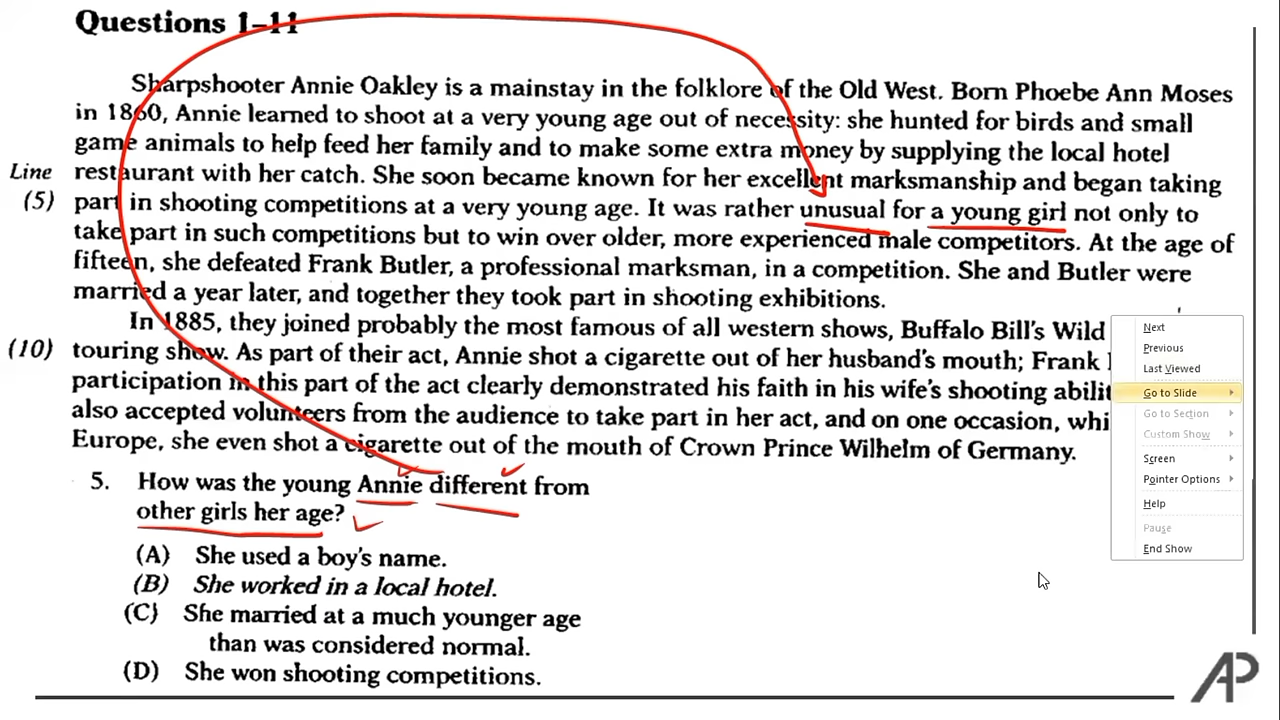 Questions 1–11
Sharpshooter Annie Oakley is a mainstay in the folklore of the Old West. Born Phoebe Ann Moses
in 1860, Annie learned to shoot at a very young age out of necessity: she hunted for birds and small
game animals to help feed her family and to make some extra money by supplying the local hotel
Line restaurant with her catch. She soon became known for her excellent marksmanship and began taking
(5) part in shooting competitions at a very young age. It was rather unusual for a young girl not only to
take part in such competitions but to win over older, more experienced male competitors. At the age of
fifteen, she defeated Frank Butler, a professional marksman, in a competition. She and Butler were
married a year later, and together they took part in shooting exhibitions.
In 1885, they joined probably the most famous of all western shows, Buffalo Bill's Wild
(10) touring show. As part of their act, Annie shot a cigarette out of her husband's mouth; Frank
participation in this part of the act clearly demonstrated his faith in his wife's shooting abilit
also accepted volunteers from the audience to take part in her act, and on one occasion, whi
Europe, she even shot a cigarette out of the mouth of Crown Prince Wilhelm of Germany.
5. How was the young Annie different from
other girls her age?
(A) She used a boy's name.
(B) She worked in a local hotel.
(C) She married at a much younger age
than was considered normal.
(D) She won shooting competitions.
Next
Previous
Last Viewed
Go to Slide
Go to Section
Custom Show
Screen
Pointer Options
Help
Pause
End Show
AP